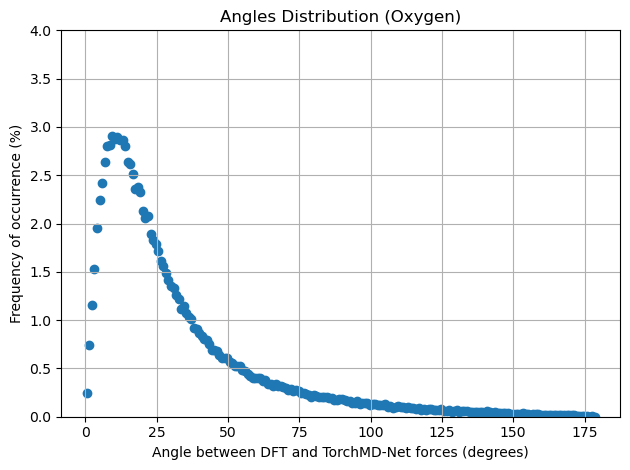 Angles Distribution (Oxygen)
4.0
3.5
3.0
2.5
2.0
1.5
1.0
0.5
0.0
Frequency of occurrence (%)
0 25 50 75 100 125 150 175
Angle between DFT and TorchMD-Net forces (degrees)